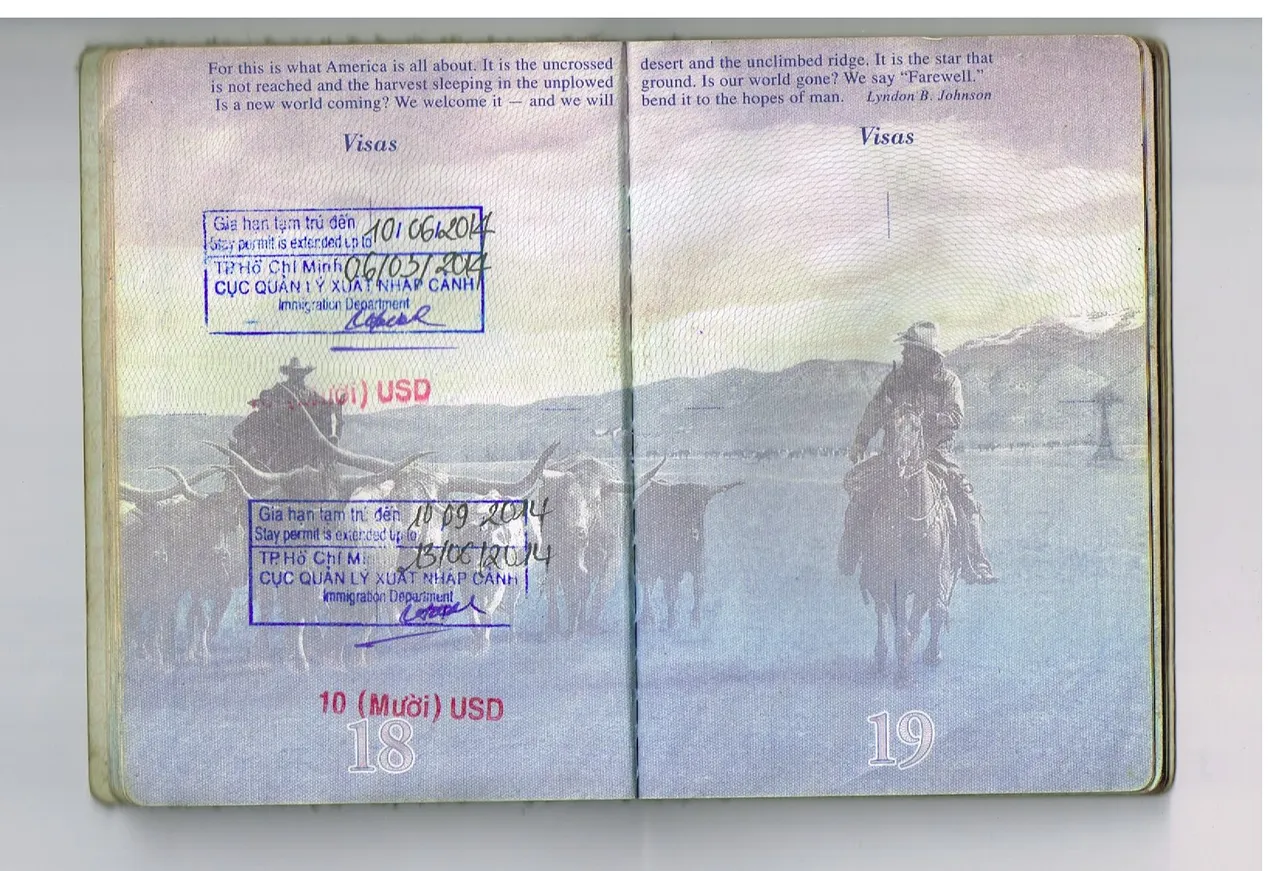 For this is what America is all about. It is the uncrossed desert and the unclimbed ridge. It is the star that
is not reached and the harvest sleeping in the unplowed ground. Is our world gone? We say “Farewell.”
Is a new world coming? We welcome it — and we will bend it to the hopes of man. Lyndon B. Johnson
Visas
Gia hạn tạm trú đến 10/06/2014
Stay permit is extended up to
TP. Hồ Chí Minh 06/05/2014
CỤC QUẢN LÝ XUẤT NHẬP CẢNH
Immigration Department
(Mười) USD
Gia hạn tạm trú đến 10 09 2014
Stay permit is extended up to
TP. Hồ Chí Mi 13/06/2014
CỤC QUẢN LÝ XUẤT NHẬP CẢNH
Immigration Department
10 (Mười) USD
18
Visas
19